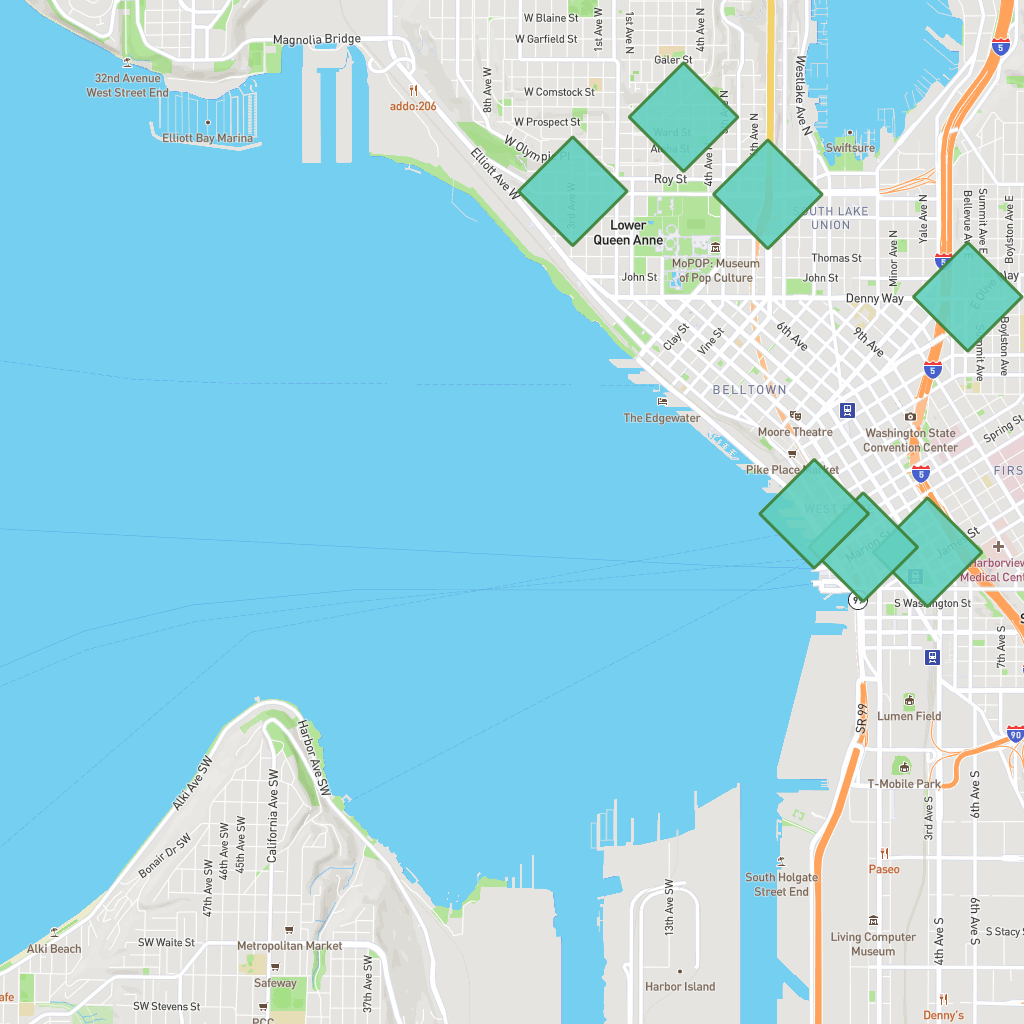 W Blaine St
1st Ave W
1st Ave N
4th Ave N
W Garfield St
Magnolia Bridge
5
Galer St
32nd Avenue
West Street End
8th Ave W
Westlake Ave N
W Comstock St
addo:206
W Prospect St
Elliott Bay Marina
Ward St
Swiftsure
W Olympic Pl
Elliott Ave W
4th Ave N
Roy St
3rd Ave W
SOUTH LAKE
UNION
Yale Ave N
Bellevue Ave
Summit Ave E
Boylston Ave E
Lower
Queen Anne
Minor Ave N
MoPOP: Museum
of Pop Culture
Thomas St
5
John St
John St
Denny Way
Clay St
Vine St
6th Ave
9th Ave
Boylston Ave
Summit Ave
5
BELLTOWN
The Edgewater
Moore Theatre
Washington State
Convention Center
Spring St
Pike Place Market
5
FIRS
WEST
Marion St
James St
Harborview
Medical Cent
99
S Washington St
7th Ave S
Harbor Ave SW
SR 99
Lumen Field
90
Alki Ave SW
California Ave SW
T-Mobile Park
3rd Ave S
6th Ave S
46th Ave SW
45th Ave SW
Bonair Dr SW
47th Ave SW
Paseo
South Holgate
Street End
13th Ave SW
6th Ave S
4th Ave S
S Stacy S
Alki Beach
SW Waite St
Metropolitan Market
Living Computer
Museum
37th Ave SW
Safeway
Harbor Island
afe
SW Stevens St
PCC
Denny's